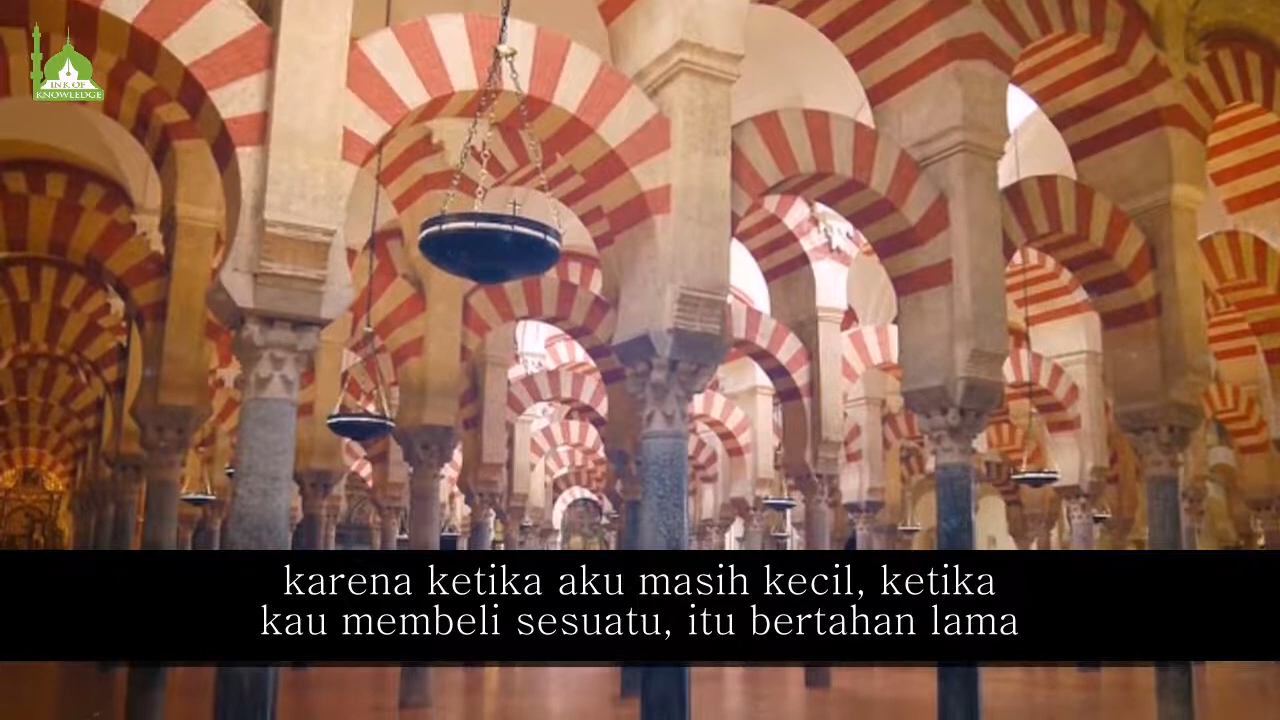 INK OF
KNOWLEDGE
karena ketika aku masih kecil, ketika
kau membeli sesuatu, itu bertahan lama